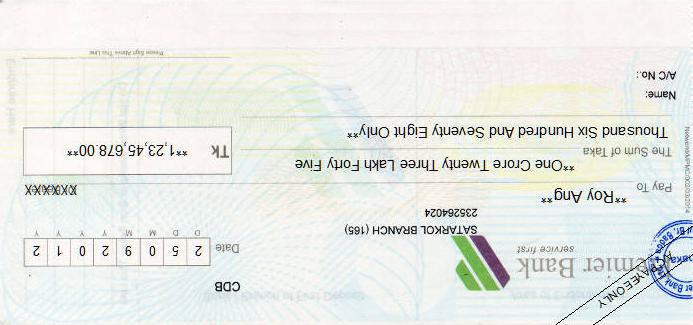 CDB
A/C PAYEE ONLY
emier Bank
service first
Date 2 5 0 9 2 0 1 2
D D M M Y Y Y Y
SATARKOL BRANCH (165)
235264024
Pay To **Roy Ang** XXXXXXX
The Sum of Taka **One Crore Twenty Three Lakh Forty Five
Thousand Six Hundred And Seventy Eight Only**
Tk **1,23,45,678.00**
Name:
A/C No.:
Please Sign Above This Line